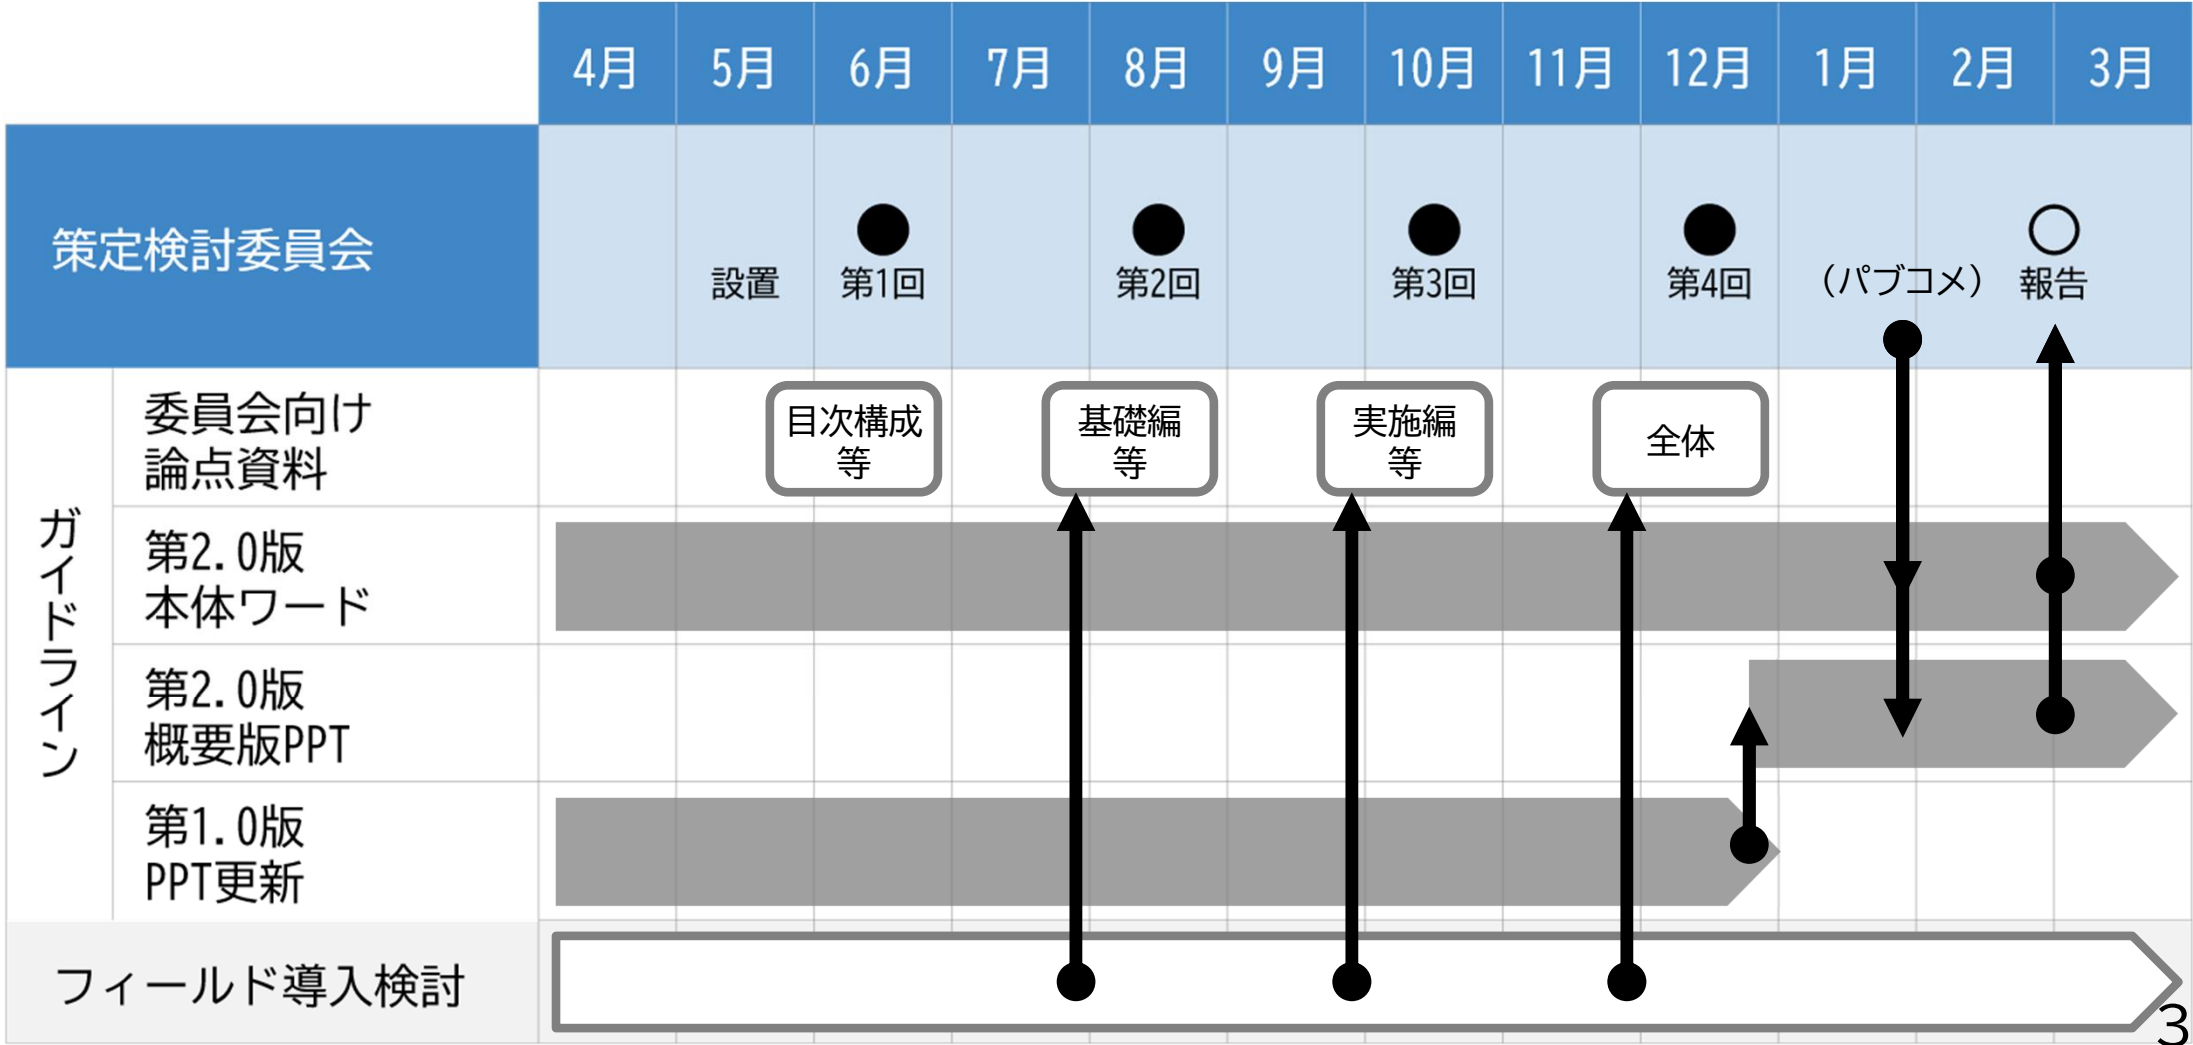 4月 5月 6月 7月 8月 9月 10月 11月 12月 1月 2月 3月
策定検討委員会
設置 第1回 第2回 第3回 第4回 （パブコメ） 報告
ガイドライン
委員会向け
論点資料
目次構成
等
基礎編
等
実施編
等
全体
第2.0版
本体ワード
第2.0版
概要版PPT
第1.0版
PPT更新
フィールド導入検討
3